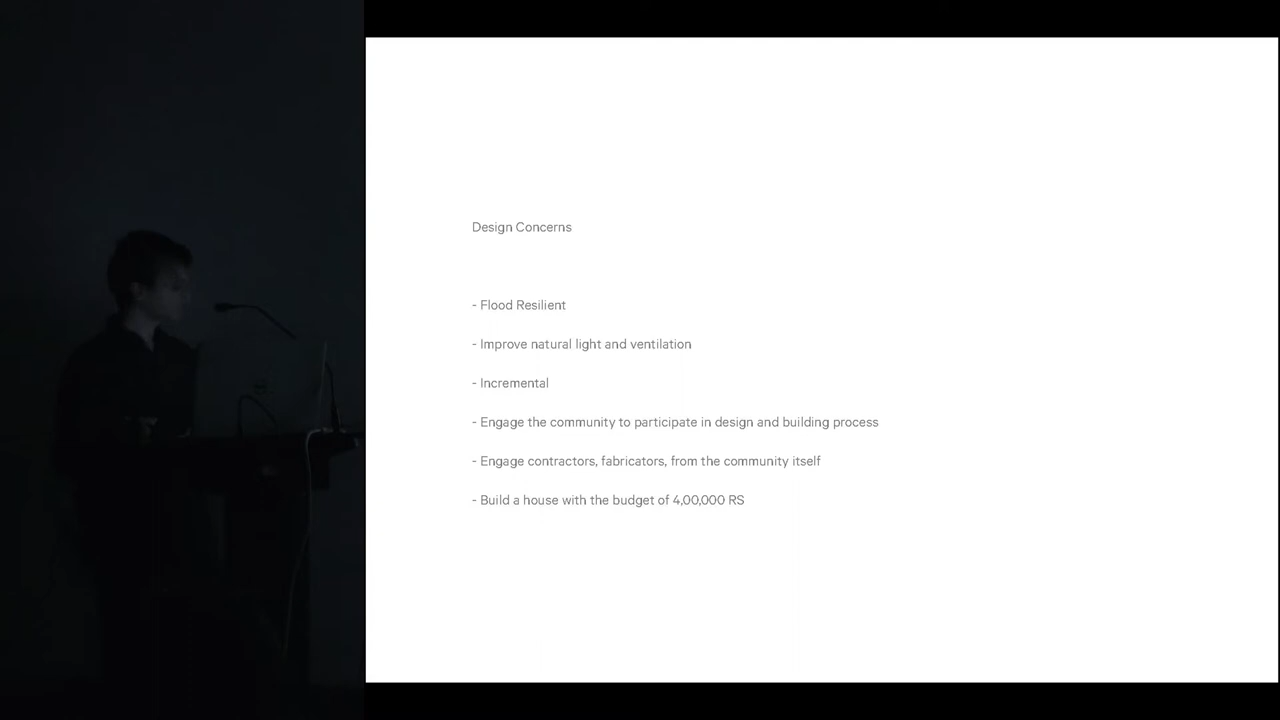 Design Concerns
- Flood Resilient
- Improve natural light and ventilation
- Incremental
- Engage the community to participate in design and building process
- Engage contractors, fabricators, from the community itself
- Build a house with the budget of 4,00,000 RS